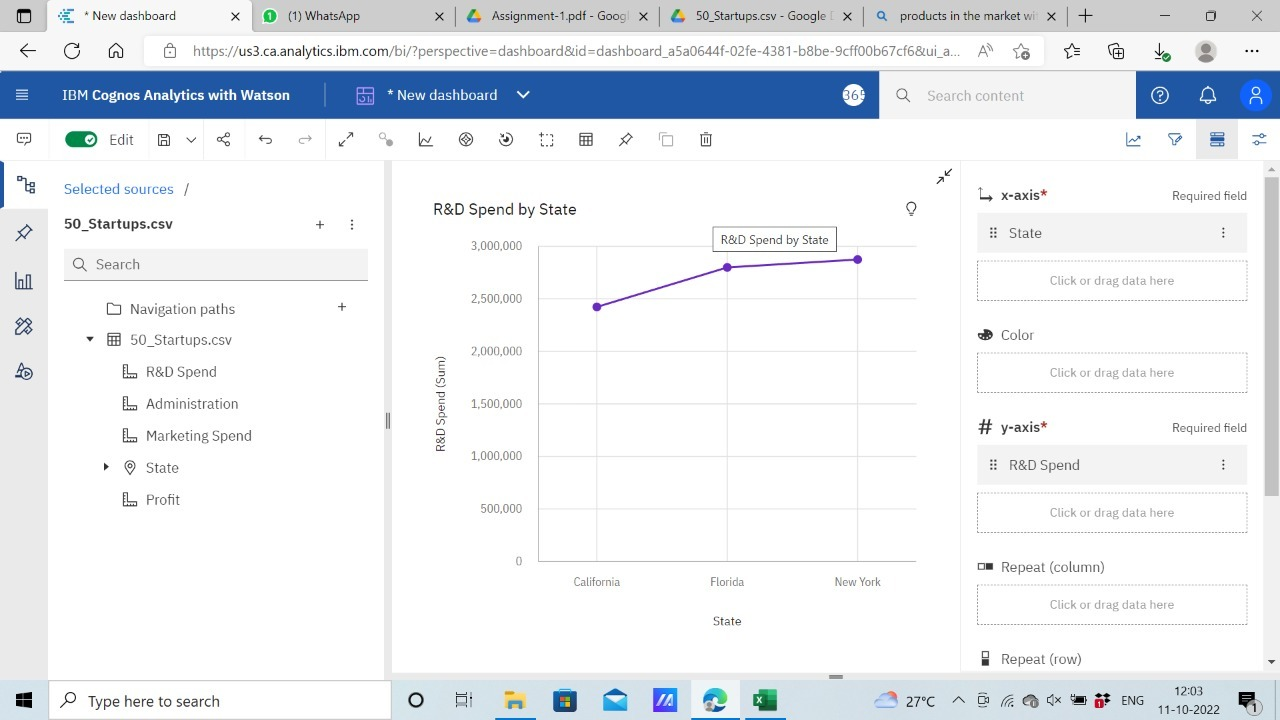 * New dashboard
(1) WhatsApp
Assignment-1.pdf - Googl
50_Startups.csv - Google D
products in the market wit
https://us3.ca.analytics.ibm.com/bi/?perspective=dashboard&id=dashboard_a5a0644f-02fe-4381-b8be-9cff00b67cf6&ui_a...
IBM Cognos Analytics with Watson
* New dashboard
365
Search content
Edit
Selected sources /
50_Startups.csv
Search
Navigation paths
50_Startups.csv
R&D Spend
Administration
Marketing Spend
State
Profit
R&D Spend by State
R&D Spend by State
3,000,000
2,500,000
2,000,000
1,500,000
1,000,000
500,000
0
R&D Spend (Sum)
California
Florida
New York
State
x-axis*
Required field
State
Click or drag data here
Color
Click or drag data here
y-axis*
Required field
R&D Spend
Click or drag data here
Repeat (column)
Click or drag data here
Repeat (row)
Type here to search
27°C
ENG
12:03
11-10-2022
1